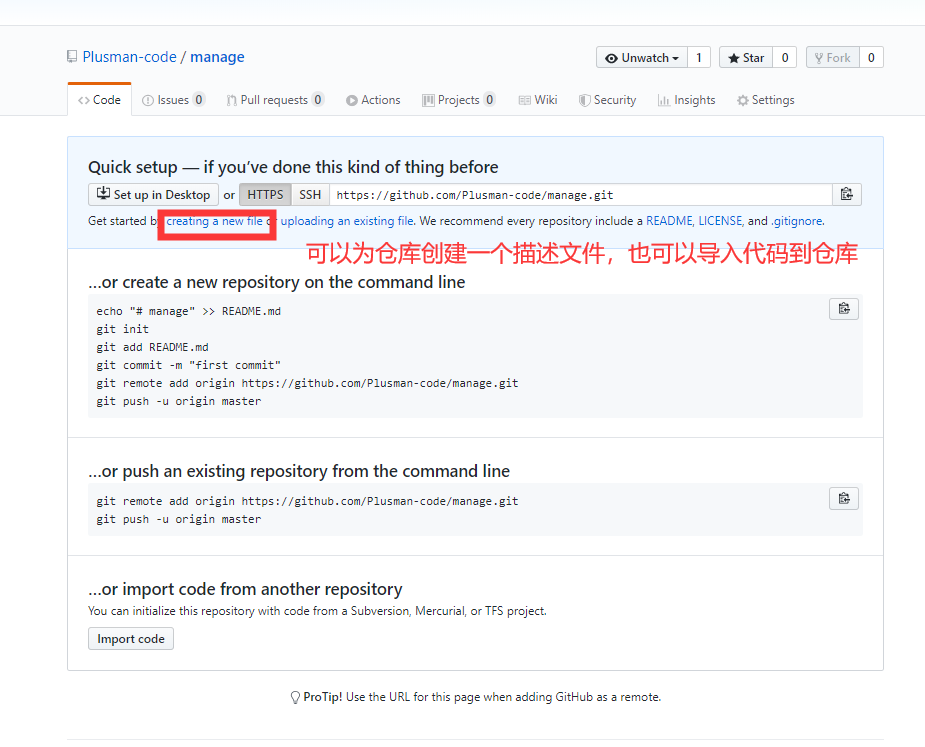 Plusman-code / manage
Unwatch 1 Star 0 Fork 0
Code Issues 0 Pull requests 0 Actions Projects 0 Wiki Security Insights Settings
Quick setup — if you've done this kind of thing before
Set up in Desktop or HTTPS SSH https://github.com/Plusman-code/manage.git
Get started by creating a new file or uploading an existing file. We recommend every repository include a README, LICENSE, and .gitignore.
可以为仓库创建一个描述文件，也可以导入代码到仓库
...or create a new repository on the command line
echo "# manage" >> README.md
git init
git add README.md
git commit -m "first commit"
git remote add origin https://github.com/Plusman-code/manage.git
git push -u origin master
...or push an existing repository from the command line
git remote add origin https://github.com/Plusman-code/manage.git
git push -u origin master
...or import code from another repository
You can initialize this repository with code from a Subversion, Mercurial, or TFS project.
Import code
ProTip! Use the URL for this page when adding GitHub as a remote.